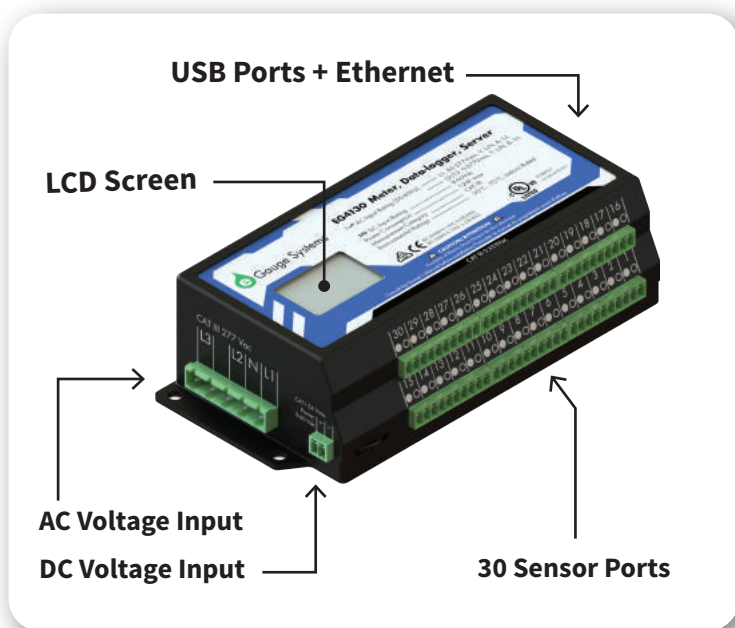 USB Ports + Ethernet
LCD Screen
eGauge Systems
EG4130 Meter, Data-logger, Server
CAT III 277 Vac
L3 L2 N L1
30 29 28 27 26 25 24 23 22 21 20 19 18 17 16
15 14 13 12 11 10 9 8 7 6 5 4 3 2 1
AC Voltage Input
DC Voltage Input
30 Sensor Ports